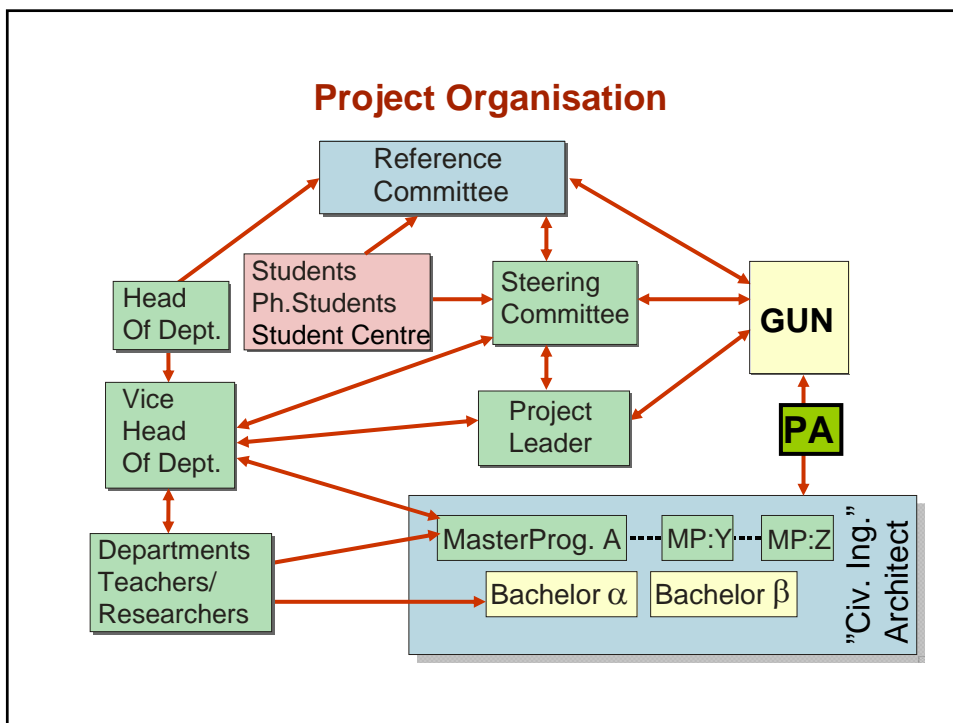 Project Organisation
Reference
Committee
Students
Ph.Students
Student Centre
Steering
Committee
Head
Of Dept.
GUN
Vice
Head
Of Dept.
Project
Leader
PA
MasterProg. A
MP:Y
MP:Z
Departments
Teachers/
Researchers
Bachelor α
Bachelor β
”Civ. Ing.”
Architect